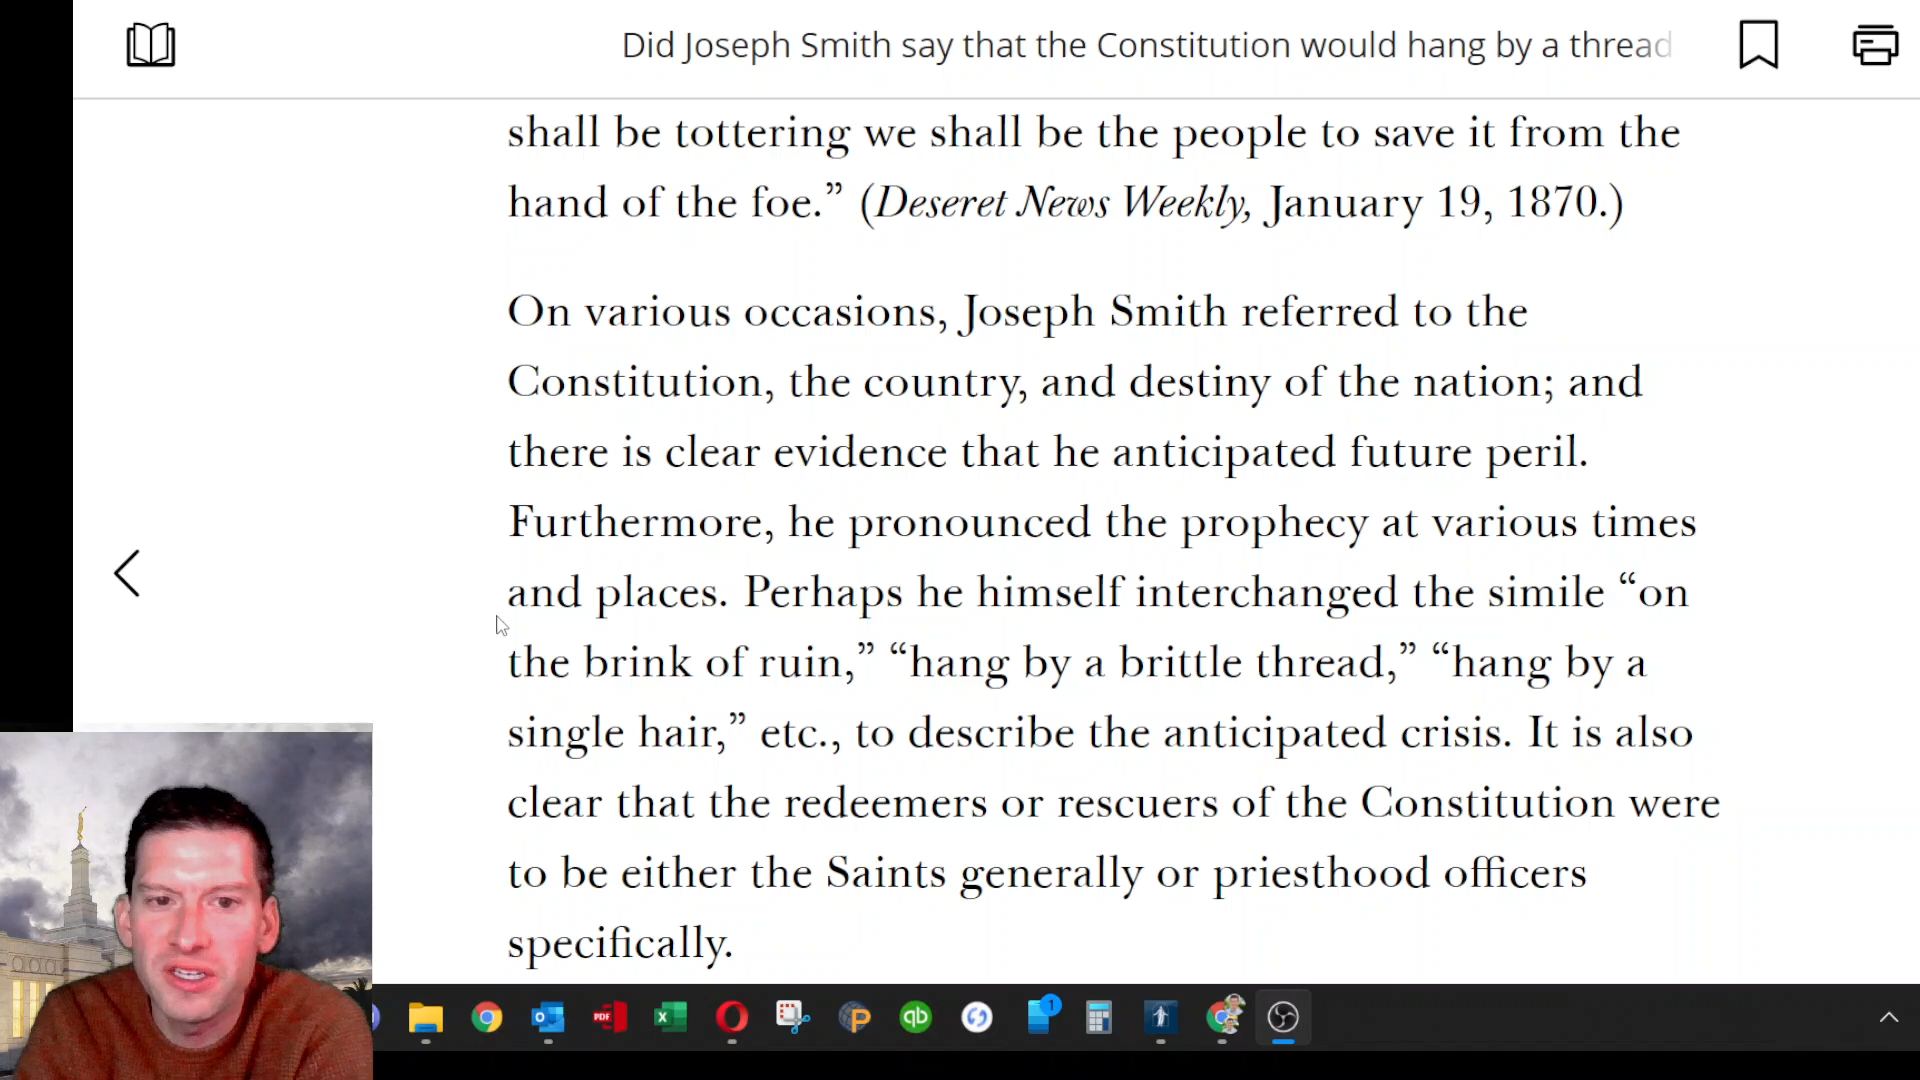 Did Joseph Smith say that the Constitution would hang by a thread
shall be tottering we shall be the people to save it from the
hand of the foe.” (Deseret News Weekly, January 19, 1870.)
On various occasions, Joseph Smith referred to the
Constitution, the country, and destiny of the nation; and
there is clear evidence that he anticipated future peril.
Furthermore, he pronounced the prophecy at various times
and places. Perhaps he himself interchanged the simile “on
the brink of ruin,” “hang by a brittle thread,” “hang by a
single hair,” etc., to describe the anticipated crisis. It is also
clear that the redeemers or rescuers of the Constitution were
to be either the Saints generally or priesthood officers
specifically.
PDF
X
P
qb
1